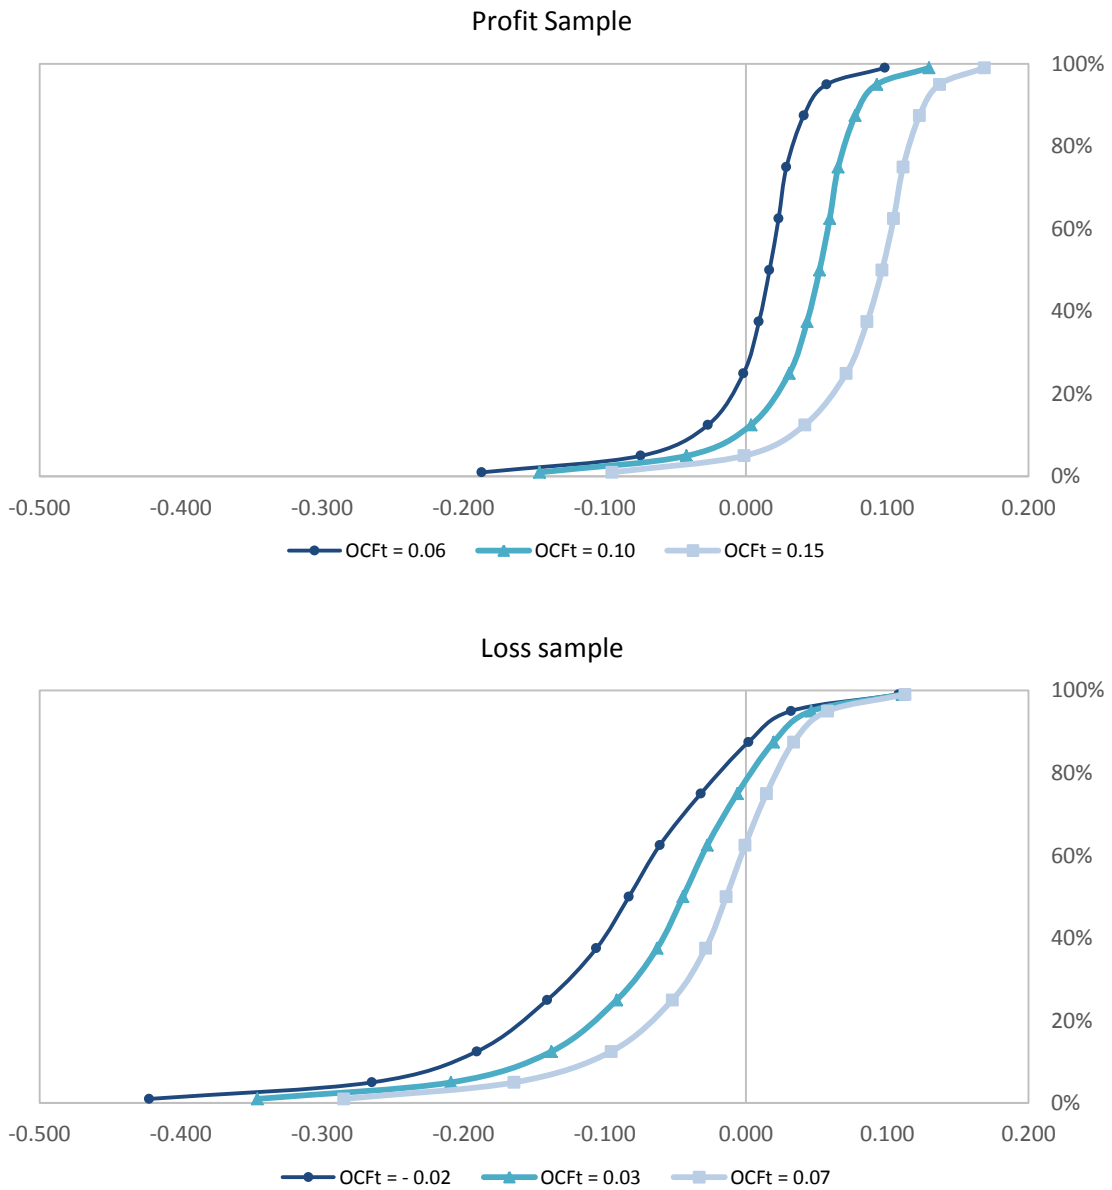 Profit Sample
100%
80%
60%
40%
20%
0%
-0.500 -0.400 -0.300 -0.200 -0.100 0.000 0.100 0.200
OCFt = 0.06 OCFt = 0.10 OCFt = 0.15
Loss sample
100%
80%
60%
40%
20%
0%
-0.500 -0.400 -0.300 -0.200 -0.100 0.000 0.100 0.200
OCFt = - 0.02 OCFt = 0.03 OCFt = 0.07